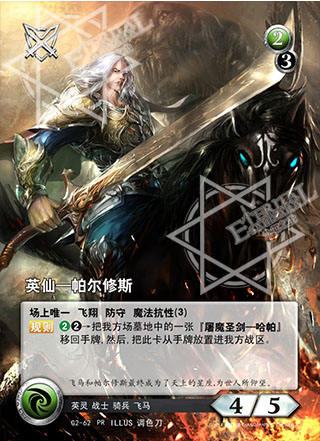 2
3
英仙—帕尔修斯
场上唯一 飞翔 防守 魔法抗性(3)
规则 2 2→把我方场墓地中的一张『屠魔圣剑—哈帕』
移回手牌,然后,把此卡从手牌放置进我方战区。
飞马和帕尔修斯最终成为了天上的星座,为世人所仰望。
英灵 战士 骑兵 飞马
4/5
G2-62 PR ILLUS 调色刀